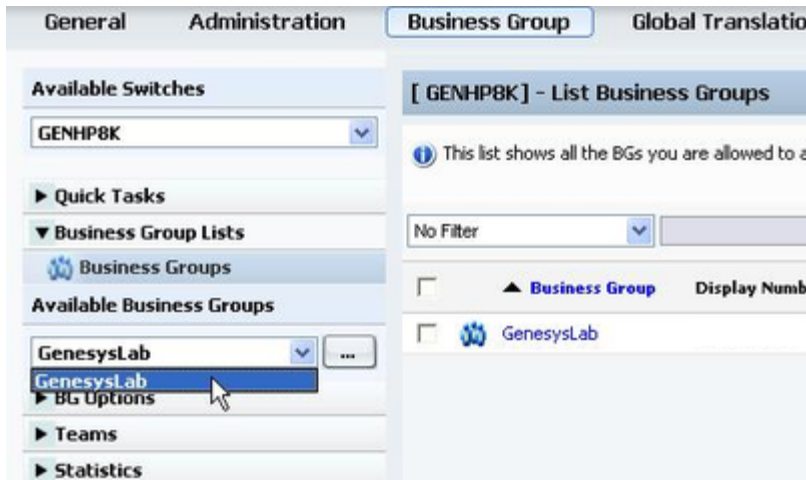 General Administration Business Group Global Translatio
Available Switches
GENHP8K
Quick Tasks
Business Group Lists
Business Groups
Available Business Groups
GenesysLab
...
GenesysLab
BG Options
Teams
Statistics
[ GENHP8K] - List Business Groups
This list shows all the BGs you are allowed to a
No Filter
Business Group Display Numb
GenesysLab